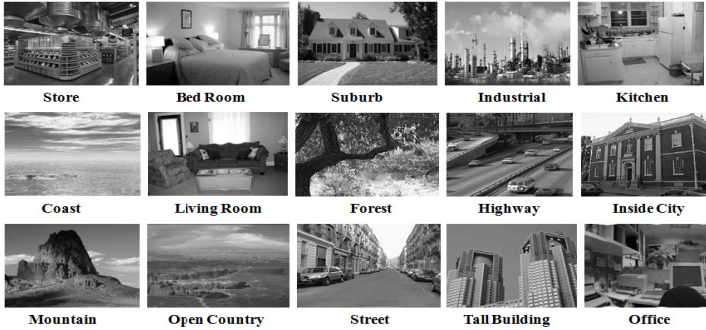 Store
Bed Room
Suburb
Industrial
Kitchen
Coast
Living Room
Forest
Highway
Inside City
Mountain
Open Country
Street
Tall Building
Office